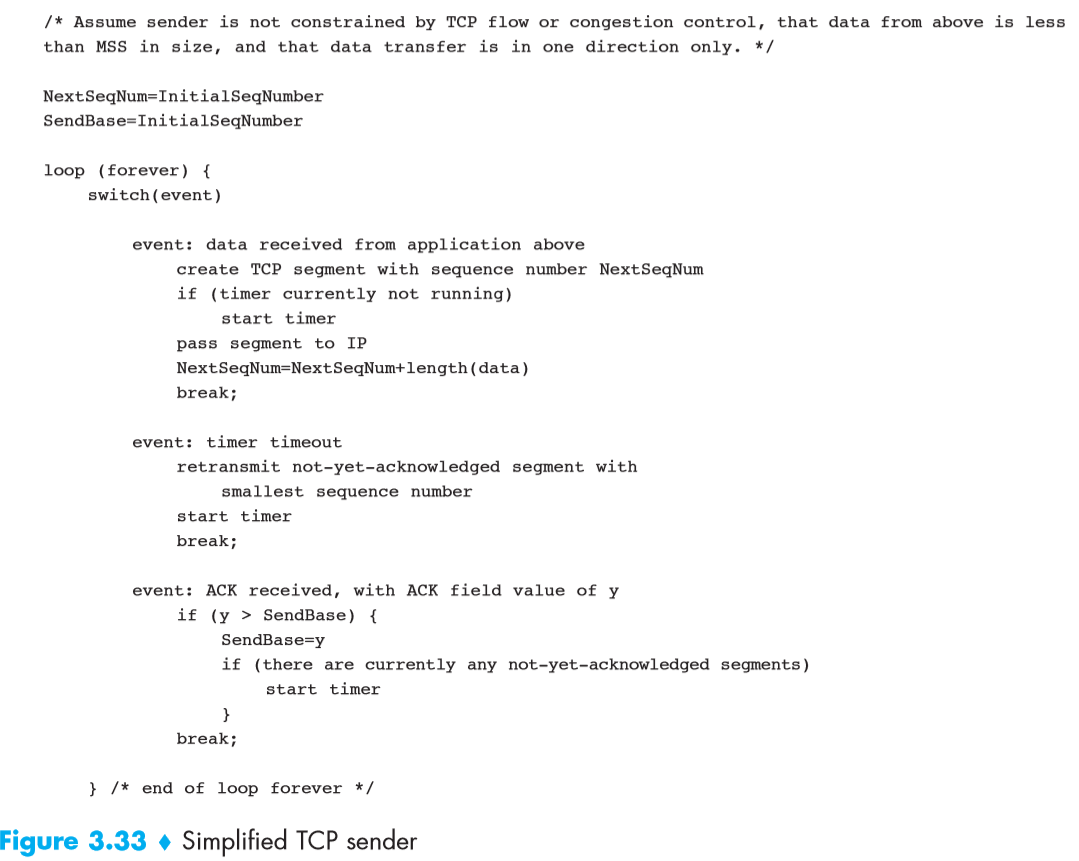 /* Assume sender is not constrained by TCP flow or congestion control, that data from above is less
than MSS in size, and that data transfer is in one direction only. */
NextSeqNum=InitialSeqNumber
SendBase=InitialSeqNumber
loop (forever) {
switch(event)
event: data received from application above
create TCP segment with sequence number NextSeqNum
if (timer currently not running)
start timer
pass segment to IP
NextSeqNum=NextSeqNum+length(data)
break;
event: timer timeout
retransmit not-yet-acknowledged segment with
smallest sequence number
start timer
break;
event: ACK received, with ACK field value of y
if (y > SendBase) {
SendBase=y
if (there are currently any not-yet-acknowledged segments)
start timer
}
break;
} /* end of loop forever */
Figure 3.33 ♦ Simplified TCP sender